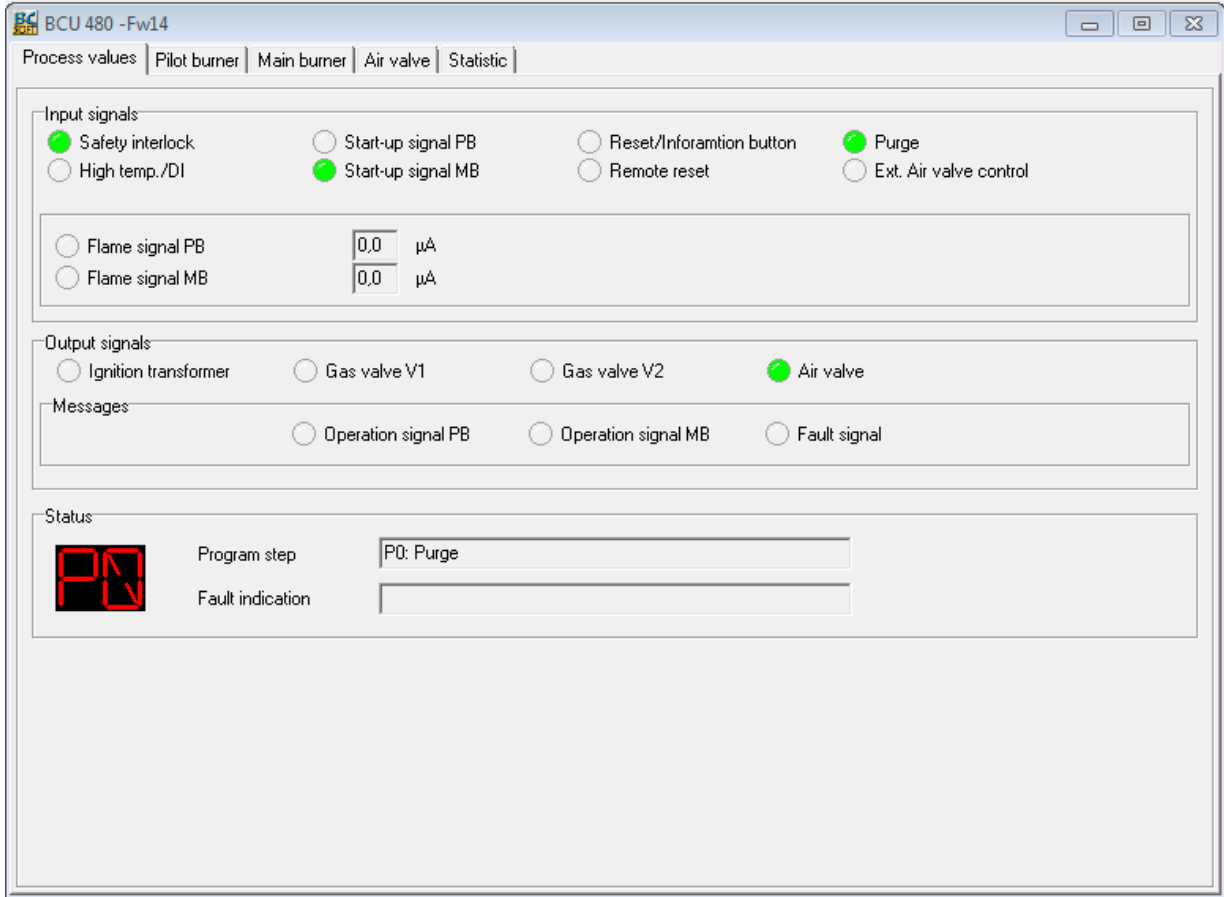 BC SOFT BCU 480 -Fw14
Process values Pilot burner Main burner Air valve Statistic
Input signals
Safety interlock Start-up signal PB Reset/Inforamtion button Purge
High temp./DI Start-up signal MB Remote reset Ext. Air valve control
Flame signal PB 0,0 µA
Flame signal MB 0,0 µA
Output signals
Ignition transformer Gas valve V1 Gas valve V2 Air valve
Messages
Operation signal PB Operation signal MB Fault signal
Status
P0 Program step P0: Purge
Fault indication